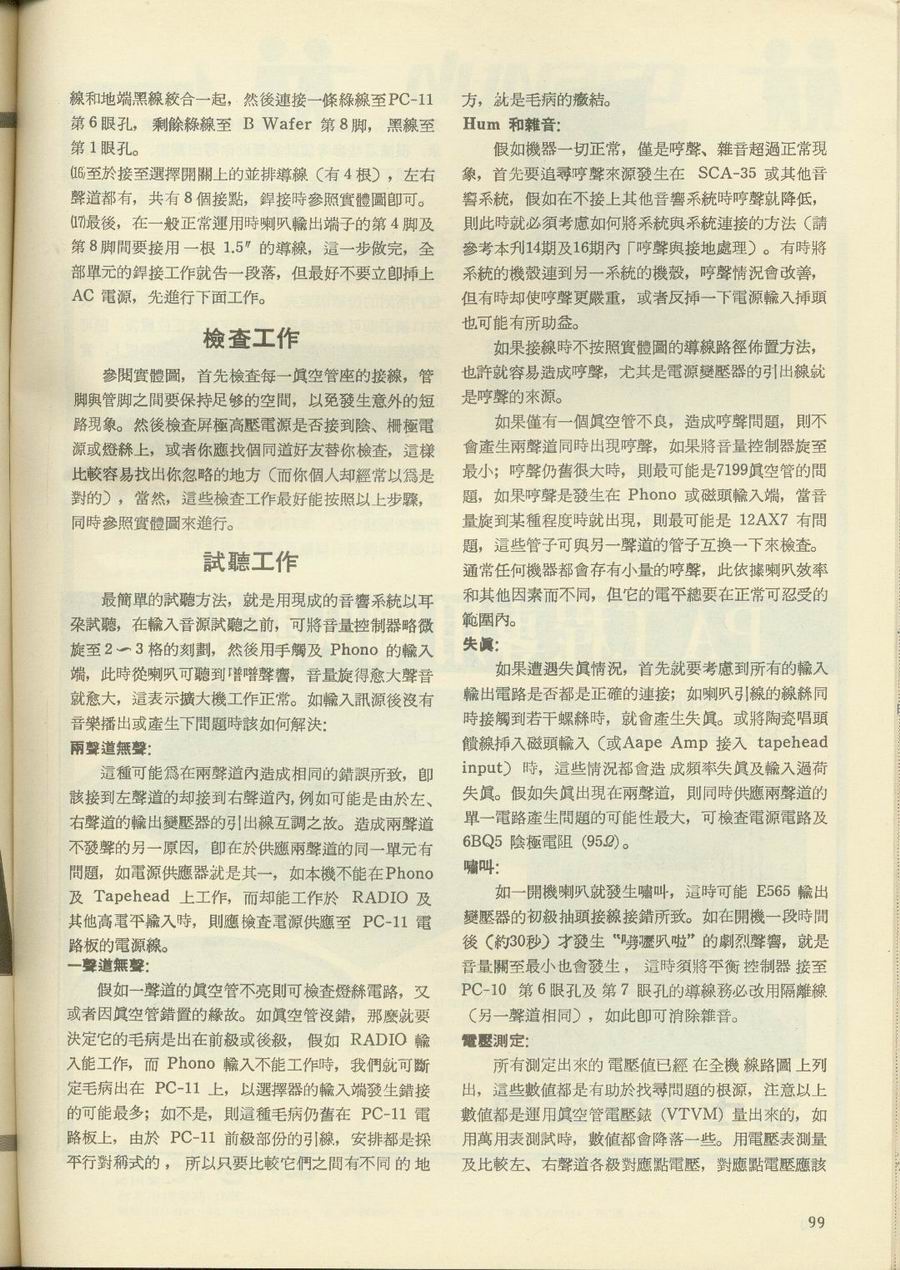 線和地端黑線絞合一起，然後連接一條綠線至PC-11
第6眼孔，剩餘綠線至 B Wafer 第8脚，黑線至
第1眼孔。
⒃至於接至選擇開關上的並排導線（有4根），左右
聲道都有，共有8個接點，銲接時參照實體圖卽可。
⒄最後，在一般正常運用時喇叭輸出端子的第4脚及
第8脚間要接用一根 1.5″ 的導線，這一步做完，全
部單元的銲接工作就告一段落，但最好不要立卽揷上
AC 電源，先進行下面工作。
檢查工作
參閱實體圖，首先檢查每一眞空管座的接線，管
脚與管脚之間要保持足够的空間，以免發生意外的短
路現象。然後檢查屏極高壓電源是否接到陰、柵極電
源或燈絲上，或者你應找個同道好友替你檢查，這樣
比較容易找出你忽略的地方（而你個人却經常以爲是
對的），當然，這些檢查工作最好能按照以上步驟，
同時參照實體圖來進行。
試聽工作
最簡單的試聽方法，就是用現成的音響系統以耳
朶試聽，在輸入音源試聽之前，可將音量控制器略微
旋至2〜3格的刻劃，然後用手觸及 Phono 的輸入
端，此時從喇叭可聽到「噆噆聲響，音量旋得愈大聲音
就愈大，這表示擴大機工作正常。如輸入訊源後沒有
音樂播出或產生下問題時該如何解決：
兩聲道無聲：
這種可能爲在兩聲道內造成相同的錯誤所致，卽
該接到左聲道的却接到右聲道內，例如可能是由於左、
右聲道的輸出變壓器的引出線互調之故。造成兩聲道
不發聲的另一原因，卽在於供應兩聲道的同一單元有
問題，如電源供應器就是其一，如本機不能在Phono
及 Tapehead 上工作，而却能工作於 RADIO 及
其他高電平輸入時，則應檢查電源供應至 PC-11 電
路板的電源線。
一聲道無聲：
假如一聲道的眞空管不亮則可檢查燈絲電路，又
或者因眞空管錯置的緣故。如眞空管沒錯，那麼就要
決定它的毛病是出在前級或後級，假如 RADIO 輸
入能工作，而 Phono 輸入不能工作時，我們就可斷
定毛病出在 PC-11 上，以選擇器的輸入端發生錯接
的可能最多；如不是，則這種毛病仍舊在 PC-11 電
路板上，由於 PC-11 前級部份的引線，安排都是採
平行對稱式的，所以只要比較它們之間有不同的地
方，就是毛病的癥結。
Hum 和雜音：
假如機器一切正常，僅是哼聲、雜音超過正常現
象，首先要追尋哼聲來源發生在 SCA-35 或其他音
響系統，假如在不接上其他音響系統時哼聲就降低，
則此時就必須考慮如何將系統與系統連接的方法（請
參考本刋14期及16期內「哼聲與接地處理）。有時將
系統的機殼連到另一系統的機殼，哼聲情況會改善，
但有時却使哼聲更嚴重，或者反揷一下電源輸入揷頭
也可能有所助益。
如果接線時不按照實體圖的導線路徑佈置方法，
也許就容易造成哼聲，尤其是電源變壓器的引出線就
是哼聲的來源。
如果僅有一個眞空管不良，造成哼聲問題，則不
會產生兩聲道同時出現哼聲，如果將音量控制器旋至
最小；哼聲仍舊很大時，則最可能是7199眞空管的問
題，如果哼聲是發生在 Phono 或磁頭輸入端，當音
量旋到某種程度時就出現，則最可能是 12AX7 有問
題，這些管子可與另一聲道的管子互換一下來檢查。
通常任何機器都會存有小量的哼聲，此依據喇叭效率
和其他因素而不同，但它的電平總要在正常可忍受的
範圍內。
失眞：
如果遭遇失眞情況，首先就要考慮到所有的輸入
輸出電路是否都是正確的連接；如喇叭引線的線絲同
時接觸到若干螺絲時，就會產生失眞。或將陶瓷唱頭
饋線揷入磁頭輸入（或Aape Amp 接入 tapehead
input）時，這些情況都會造成頻率失眞及輸入過荷
失眞。假如失眞出現在兩聲道，則同時供應兩聲道的
單一電路產生問題的可能性最大，可檢查電源電路及
6BQ5 陰極電阻（95Ω）。
嘯叫：
如一開機喇叭就發生嘯叫，這時可能 E565 輸出
變壓器的初級抽頭接線接錯所致。如在開機一段時間
後（約30秒）才發生“嘮嚦叭啦”的劇烈聲響，就是
音量關至最小也會發生，這時須將平衡控制器接至
PC-10 第6眼孔及第7眼孔的導線務必改用隔離線
（另一聲道相同），如此卽可消除雜音。
電壓測定：
所有測定出來的電壓值已經在全機線路圖上列
出，這些數値都是有助於找尋問題的根源，注意以上
數値都是運用眞空管電壓錶（VTVM）量出來的，如
用萬用表測試時，數値都會降落一些。用電壓表測量
及比較左、右聲道各級對應點電壓，對應點電壓應該
99